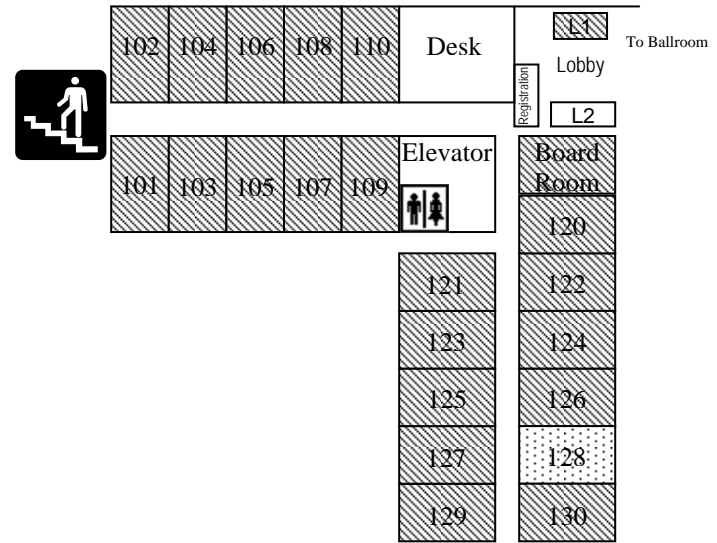 102 104 106 108 110 Desk
L1
To Ballroom
Lobby
Registration
L2
101 103 105 107 109
Elevator
Board
Room
120
121 122
123 124
125 126
127 128
129 130